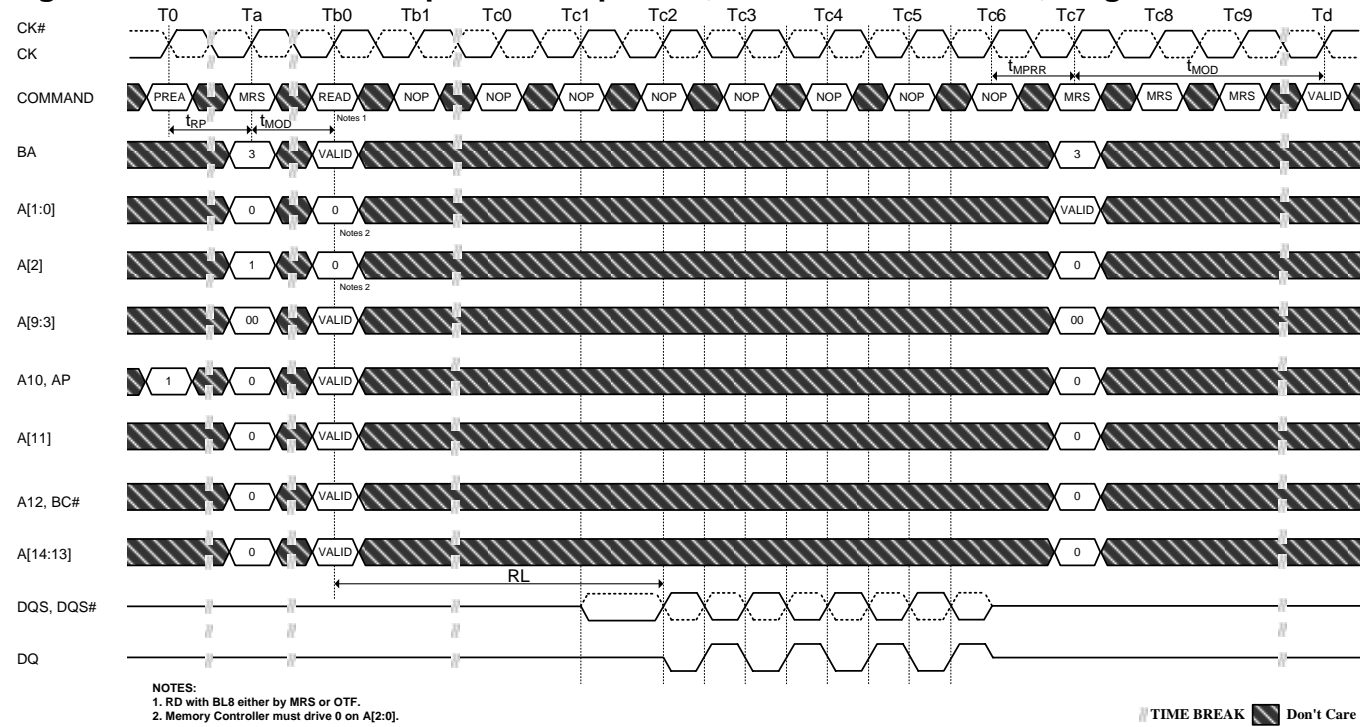 T0 Ta Tb0 Tb1 Tc0 Tc1 Tc2 Tc3 Tc4 Tc5 Tc6 Tc7 Tc8 Tc9 Td
CK#
CK
tMPRR tMOD
COMMAND PREA MRS READ NOP NOP NOP NOP NOP NOP NOP NOP MRS MRS MRS VALID
tRP tMOD Notes 1
BA 3 VALID 3
A[1:0] 0 0 VALID
Notes 2
A[2] 1 0 0
Notes 2
A[9:3] 00 VALID 00
A10, AP 1 0 VALID 0
A[11] 0 VALID 0
A12, BC# 0 VALID 0
A[14:13] 0 VALID 0
RL
DQS, DQS#
DQ
NOTES:
1. RD with BL8 either by MRS or OTF.
2. Memory Controller must drive 0 on A[2:0].
TIME BREAK Don't Care